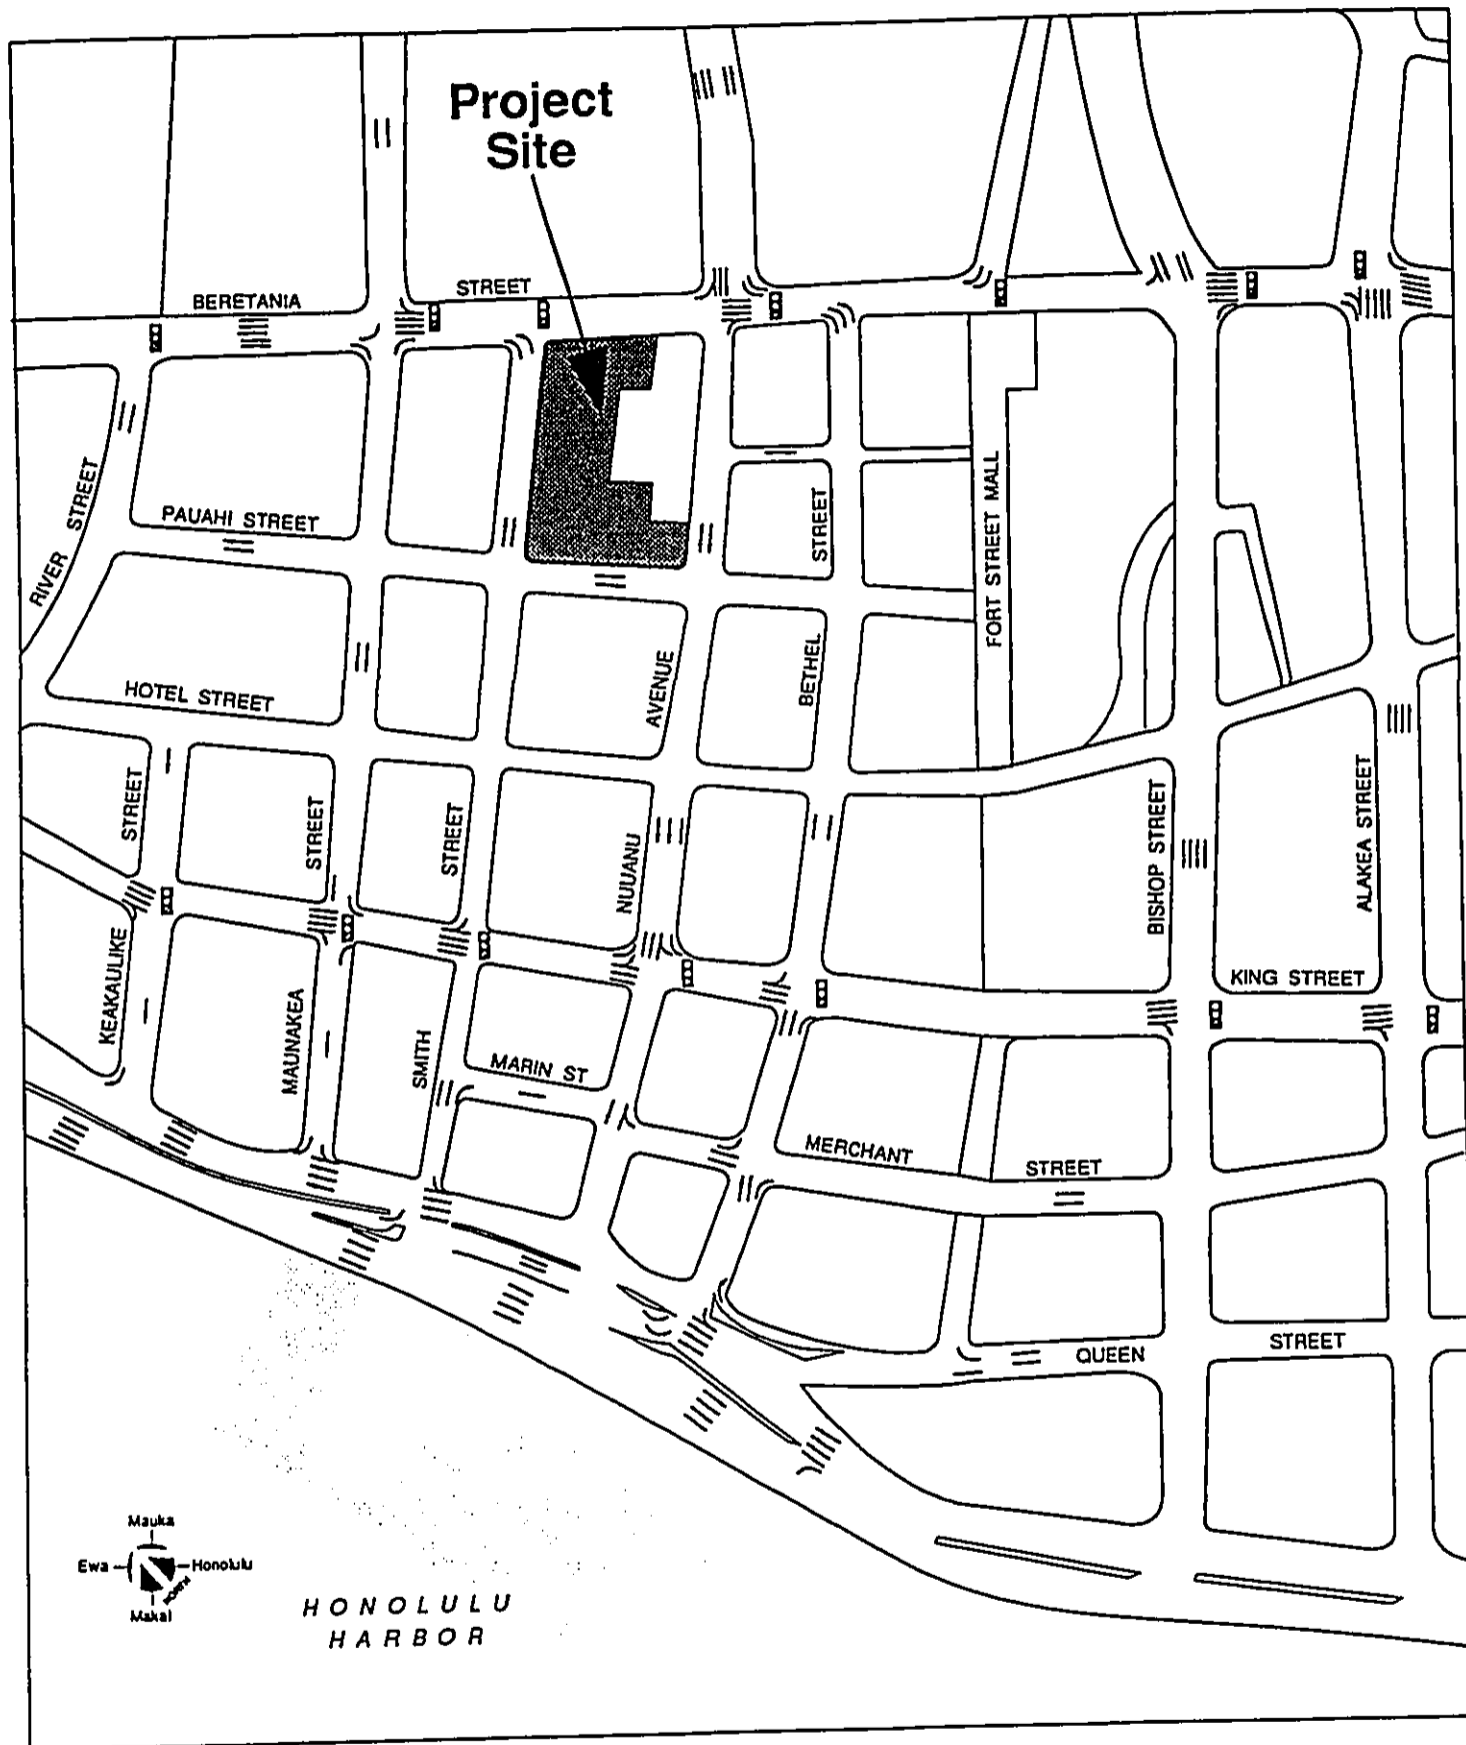 Project
Site
BERETANIA
STREET
RIVER STREET
PAUAHI STREET
STREET
FORT STREET MALL
HOTEL STREET
AVENUE
BETHEL
STREET
STREET
STREET
NUUANU
BISHOP STREET
ALAKEA STREET
KEAKAULIKE
MAUNAKEA
SMITH
KING STREET
MARIN ST
MERCHANT
STREET
QUEEN
STREET
Mauka
Ewa
Honolulu
NORTH
Makai
HONOLULU
HARBOR